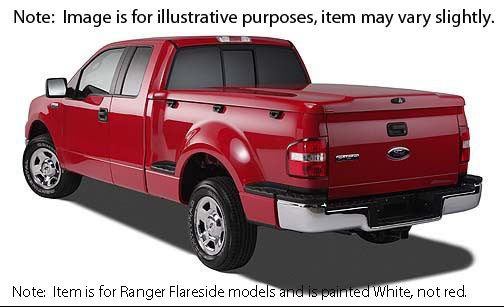 Note:  Image is for illustrative purposes, item may vary slightly.
Ford
Note:  Item is for Ranger Flareside models and is painted White, not red.